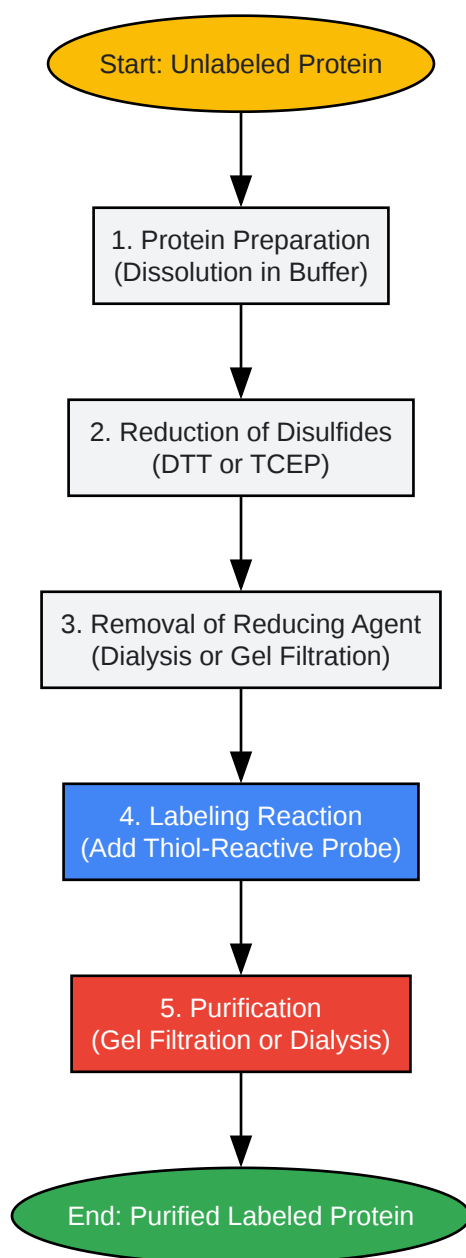 Start: Unlabeled Protein
1. Protein Preparation
(Dissolution in Buffer)
2. Reduction of Disulfides
(DTT or TCEP)
3. Removal of Reducing Agent
(Dialysis or Gel Filtration)
4. Labeling Reaction
(Add Thiol-Reactive Probe)
5. Purification
(Gel Filtration or Dialysis)
End: Purified Labeled Protein